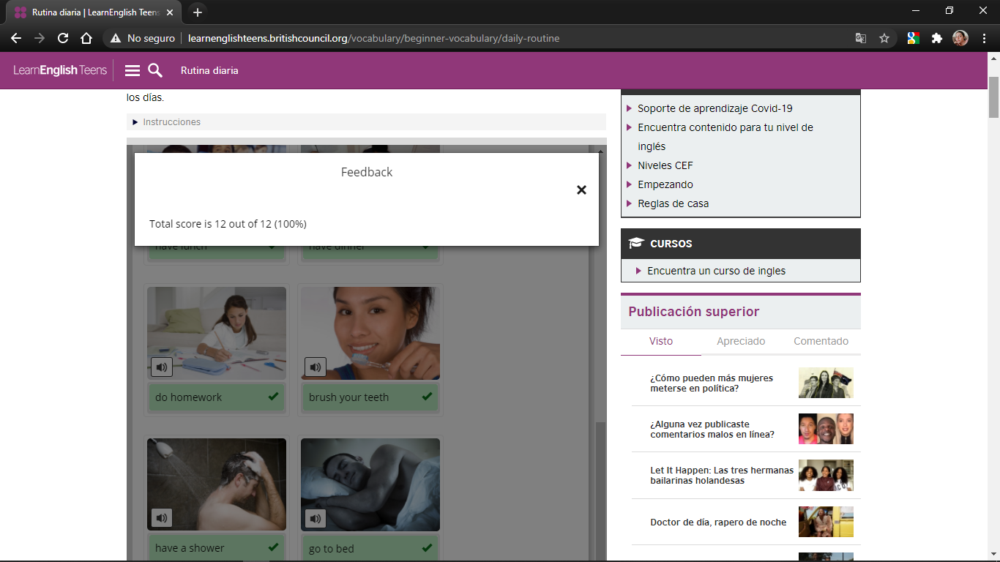 Rutina diaria | LearnEnglish Teens
No seguro
learnenglishteens.britishcouncil.org/vocabulary/beginner-vocabulary/daily-routine
LearnEnglish Teens
Rutina diaria
los días.
Instrucciones
Feedback
Total score is 12 out of 12 (100%)
have lunch
have dinner
do homework
brush your teeth
have a shower
go to bed
Soporte de aprendizaje Covid-19
Encuentra contenido para tu nivel de
inglés
Niveles CEF
Empezando
Reglas de casa
CURSOS
Encuentra un curso de ingles
Publicación superior
Visto
Apreciado
Comentado
¿Cómo pueden más mujeres
meterse en política?
¿Alguna vez publicaste
comentarios malos en línea?
Let It Happen: Las tres hermanas
bailarinas holandesas
Doctor de día, rapero de noche